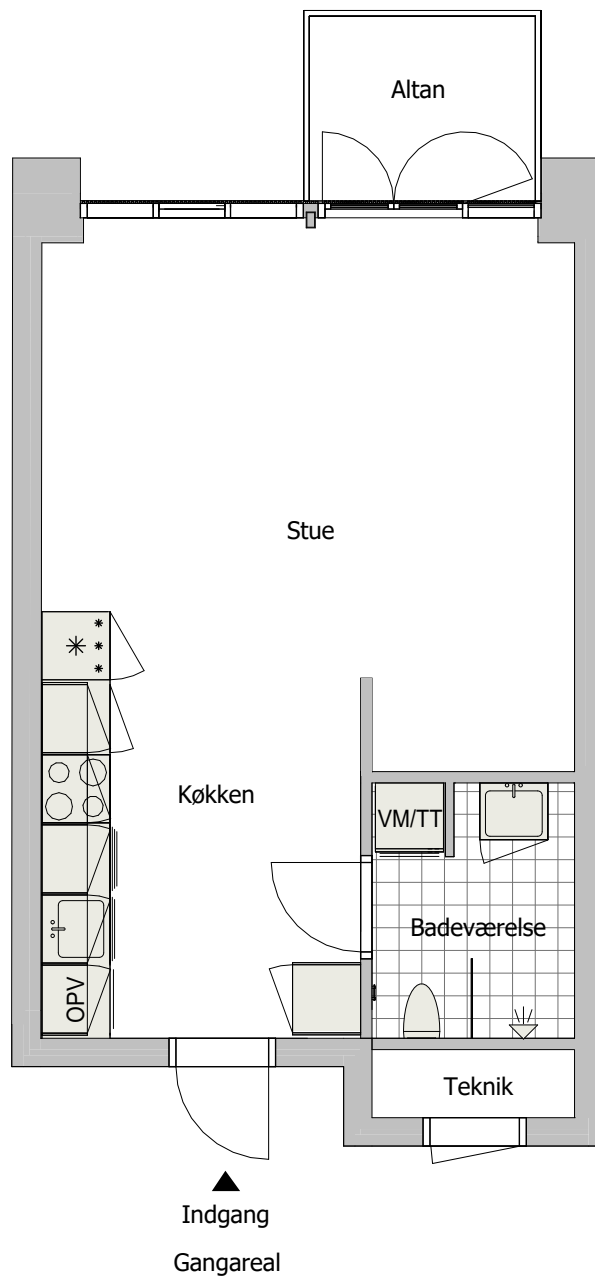 Altan
Stue
Køkken
VM/TT
Badeværelse
OPV
Teknik
Indgang
Gangareal